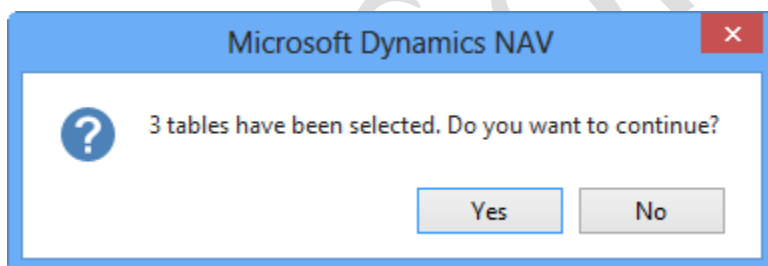 Microsoft Dynamics NAV
3 tables have been selected. Do you want to continue?
Yes
No